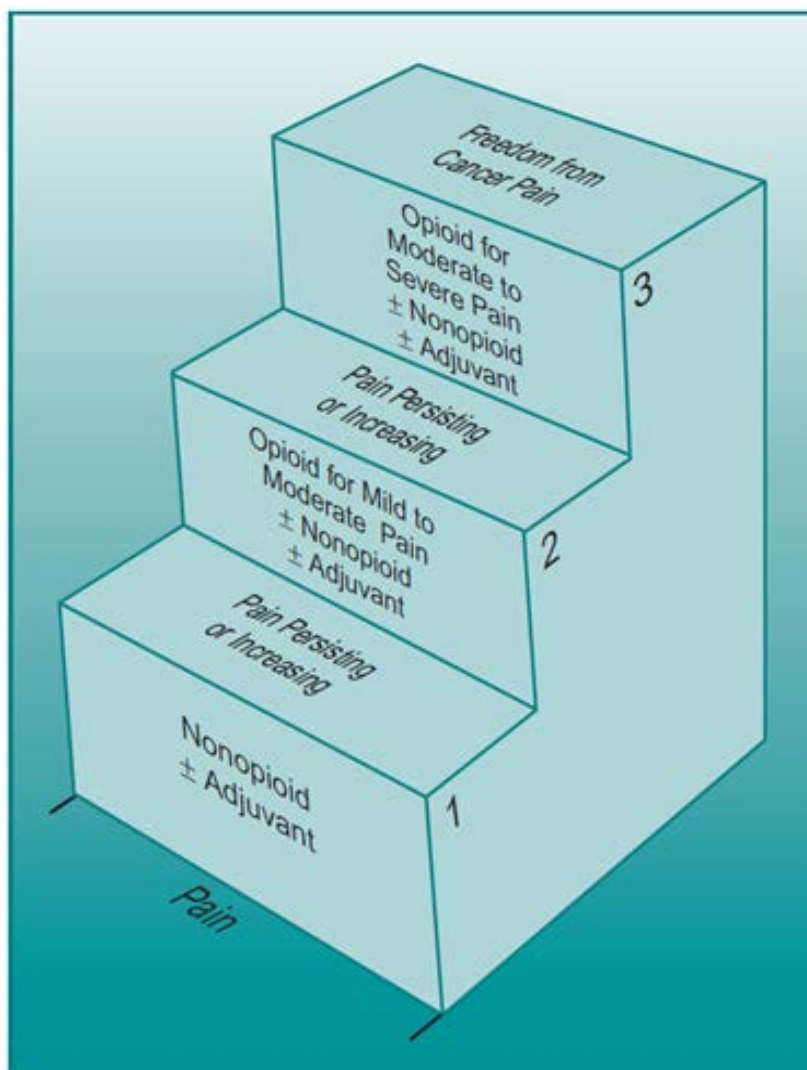 Freedom from
Cancer Pain
Opioid for
Moderate to
Severe Pain
± Nonopioid
± Adjuvant
3
Pain Persisting
or Increasing
Opioid for Mild to
Moderate Pain
± Nonopioid
± Adjuvant
2
Pain Persisting
or Increasing
Nonopioid
± Adjuvant
1
Pain